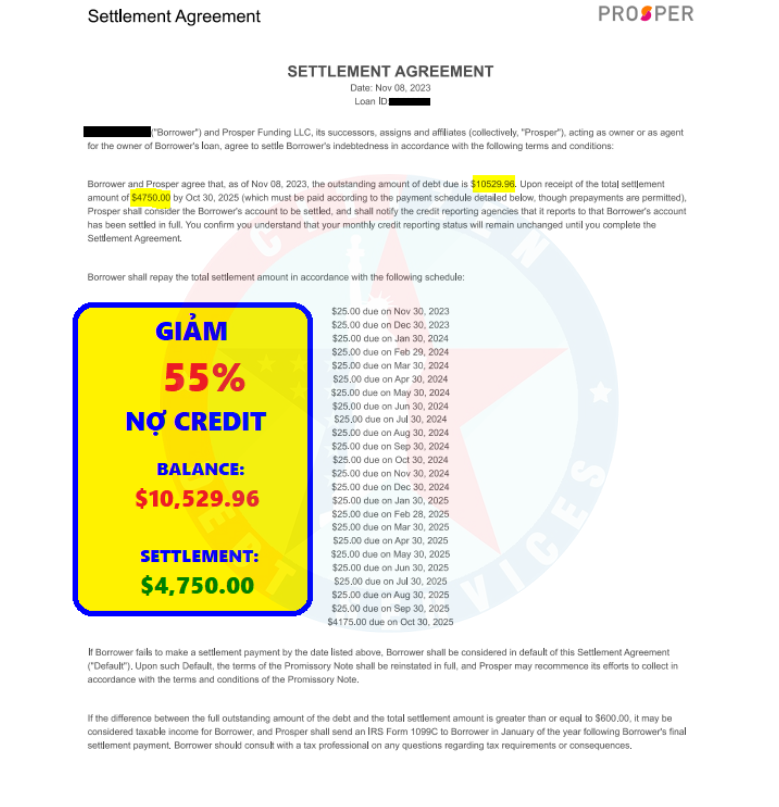 Settlement Agreement
PROSPER
SETTLEMENT AGREEMENT
Date: Nov 08, 2023
Loan ID:
("Borrower") and Prosper Funding LLC, its successors, assigns and affiliates (collectively, "Prosper"), acting as owner or as agent
for the owner of Borrower's loan, agree to settle Borrower's indebtedness in accordance with the following terms and conditions:
Borrower and Prosper agree that, as of Nov 08, 2023, the outstanding amount of debt due is $10529.96. Upon receipt of the total settlement
amount of $4750.00 by Oct 30, 2025 (which must be paid according to the payment schedule detailed below, though prepayments are permitted),
Prosper shall consider the Borrower's account to be settled, and shall notify the credit reporting agencies that it reports to that Borrower's account
has been settled in full. You confirm you understand that your monthly credit reporting status will remain unchanged until you complete the
Settlement Agreement.
Borrower shall repay the total settlement amount in accordance with the following schedule:
GIẢM
55%
NỢ CREDIT
BALANCE:
$10,529.96
SETTLEMENT:
$4,750.00
$25.00 due on Nov 30, 2023
$25.00 due on Dec 30, 2023
$25.00 due on Jan 30, 2024
$25.00 due on Feb 29, 2024
$25.00 due on Mar 30, 2024
$25.00 due on Apr 30, 2024
$25.00 due on May 30, 2024
$25.00 due on Jun 30, 2024
$25.00 due on Jul 30, 2024
$25.00 due on Aug 30, 2024
$25.00 due on Sep 30, 2024
$25.00 due on Oct 30, 2024
$25.00 due on Nov 30, 2024
$25.00 due on Dec 30, 2024
$25.00 due on Jan 30, 2025
$25.00 due on Feb 28, 2025
$25.00 due on Mar 30, 2025
$25.00 due on Apr 30, 2025
$25.00 due on May 30, 2025
$25.00 due on Jun 30, 2025
$25.00 due on Jul 30, 2025
$25.00 due on Aug 30, 2025
$25.00 due on Sep 30, 2025
$4175.00 due on Oct 30, 2025
If Borrower fails to make a settlement payment by the date listed above, Borrower shall be considered in default of this Settlement Agreement
("Default"). Upon such Default, the terms of the Promissory Note shall be reinstated in full, and Prosper may recommence its efforts to collect in
accordance with the terms and conditions of the Promissory Note.
If the difference between the full outstanding amount of the debt and the total settlement amount is greater than or equal to $600.00, it may be
considered taxable income for Borrower, and Prosper shall send an IRS Form 1099C to Borrower in January of the year following Borrower's final
settlement payment. Borrower should consult with a tax professional on any questions regarding tax requirements or consequences.